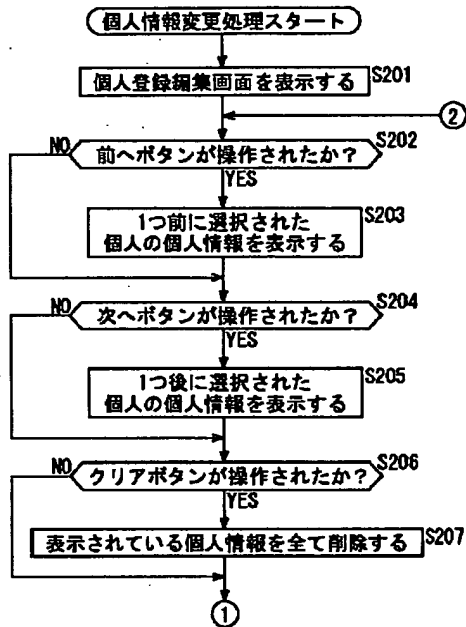 個人情報変更処理スタート
個人登録編集画面を表示する
S201
②
前へボタンが操作されたか?
S202
NO
YES
1つ前に選択された
個人の個人情報を表示する
S203
次へボタンが操作されたか?
S204
NO
YES
1つ後に選択された
個人の個人情報を表示する
S205
クリアボタンが操作されたか?
S206
NO
YES
表示されている個人情報を全て削除する
S207
①